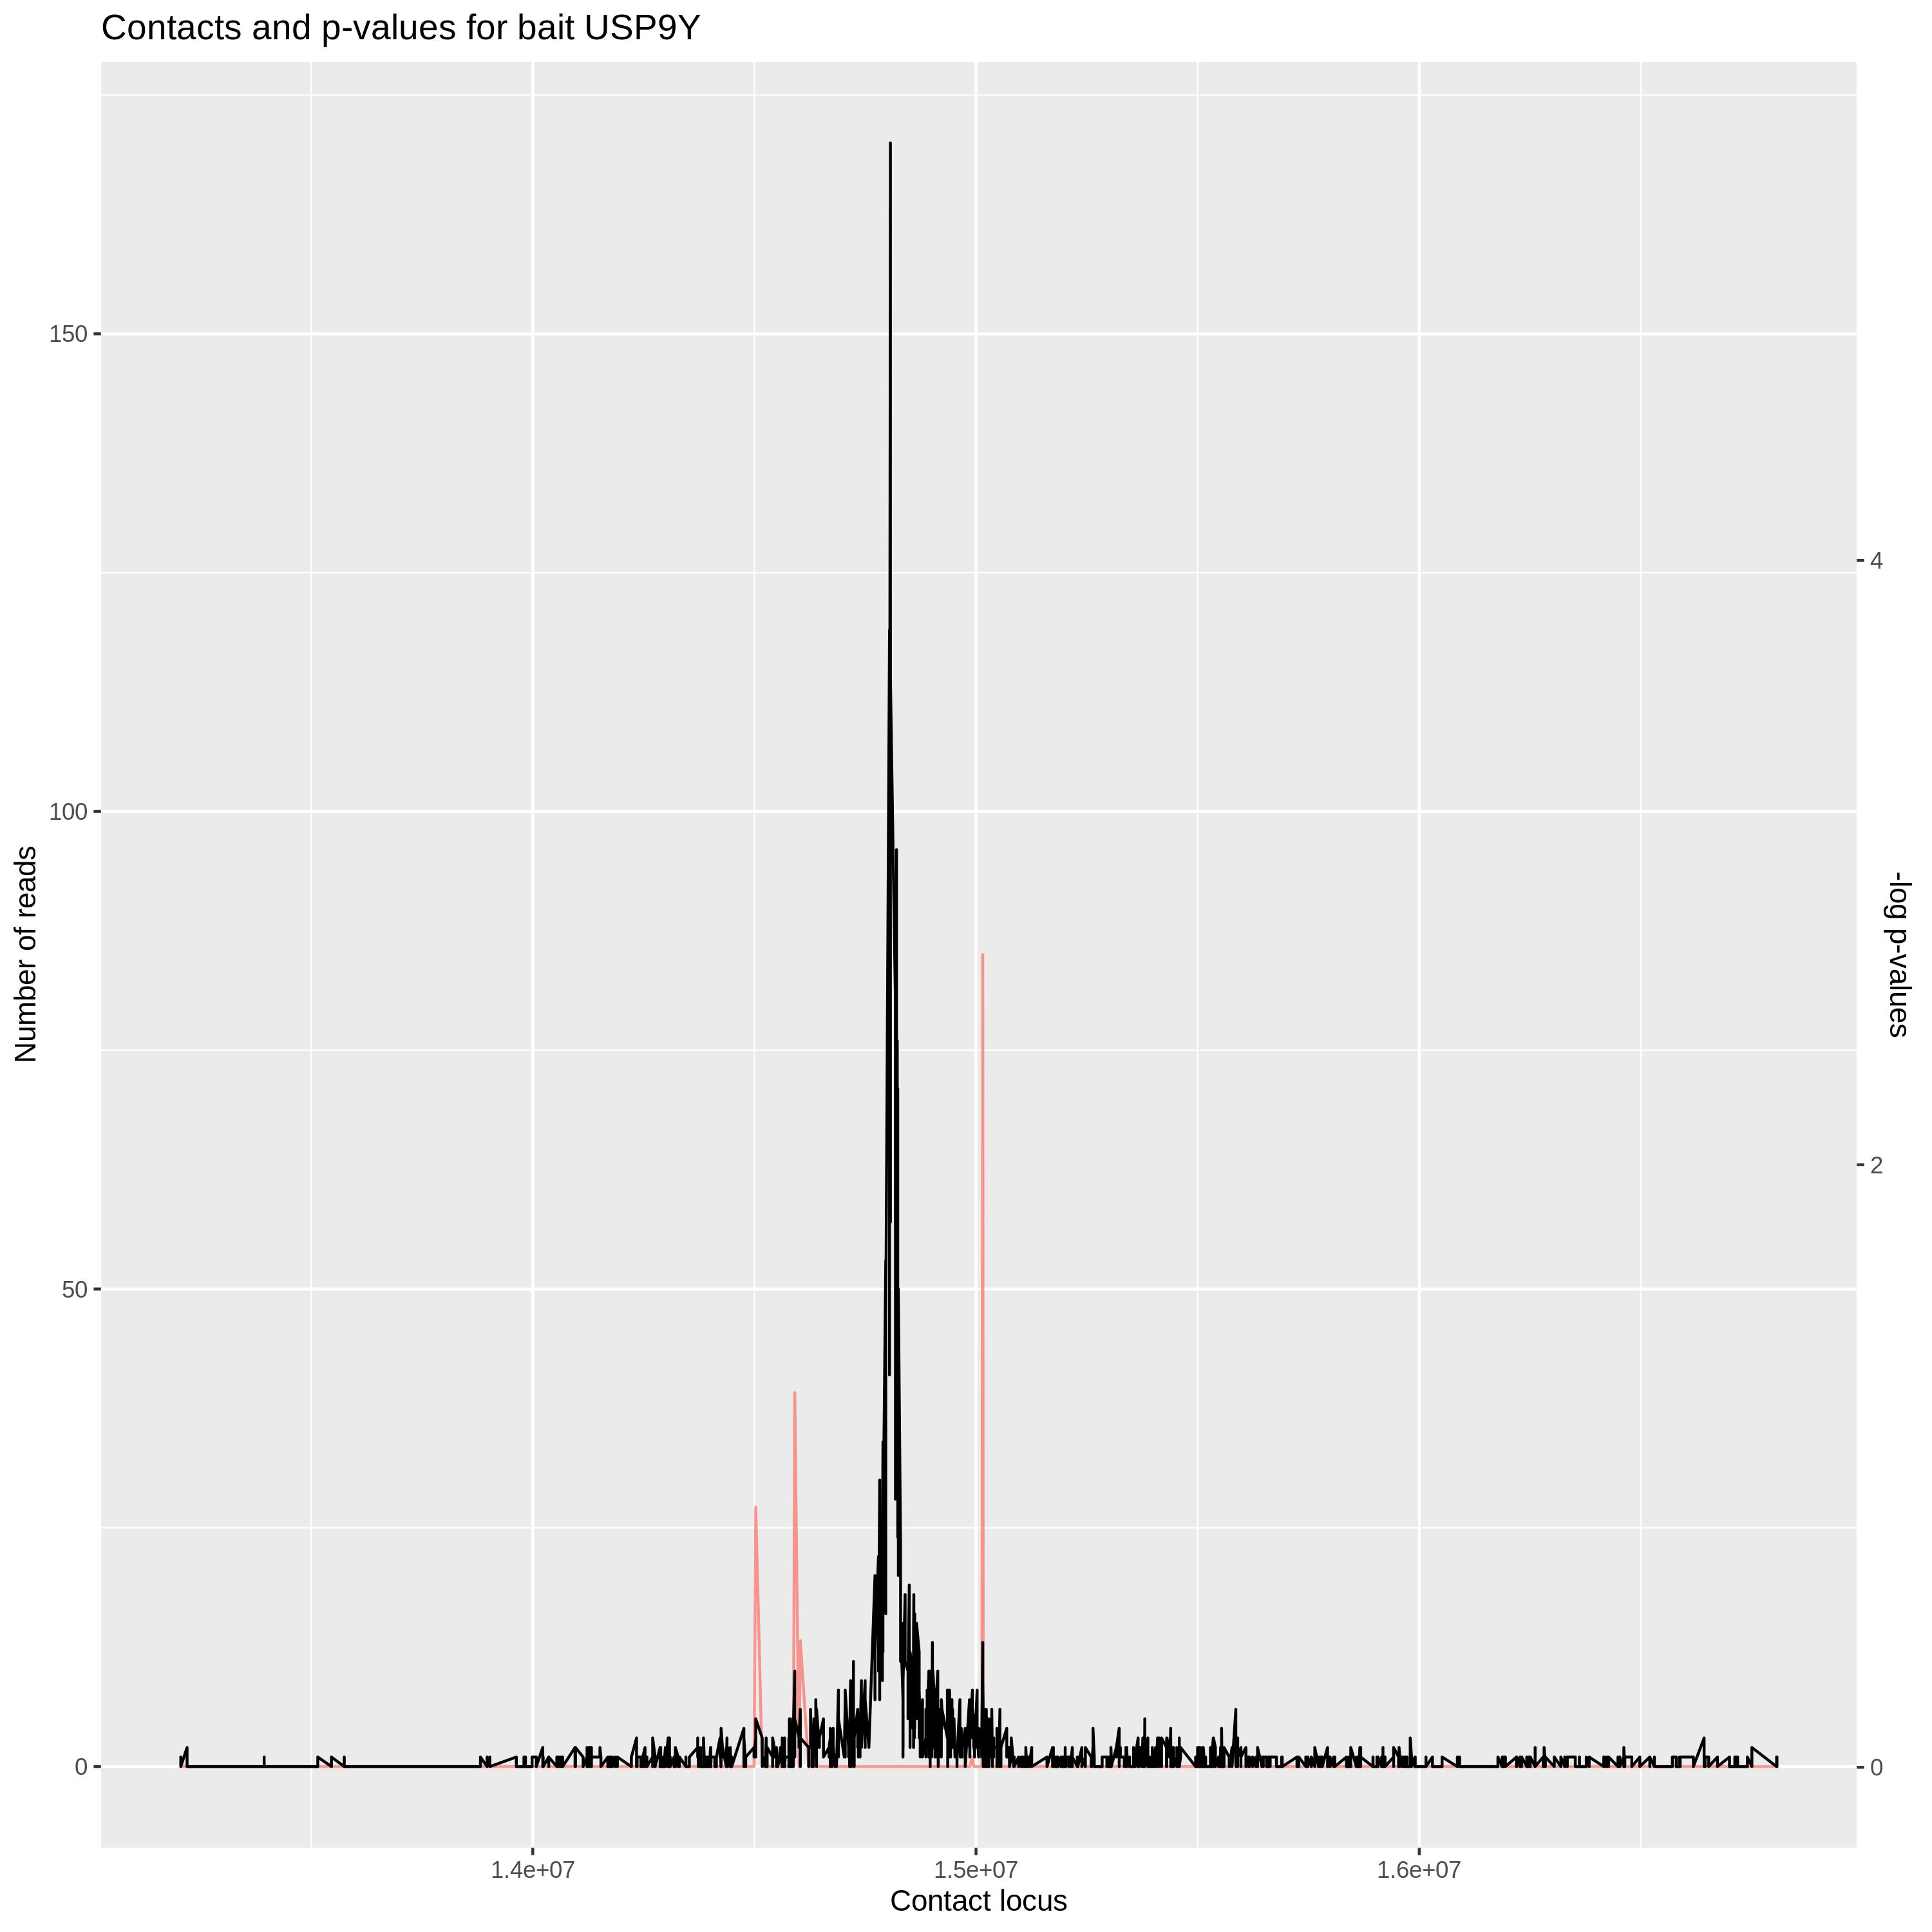 Contacts and p-values for bait USP9Y
150
100
50
0
Number of reads
4
2
0
-log p-values
1.4e+07
1.5e+07
1.6e+07
Contact locus